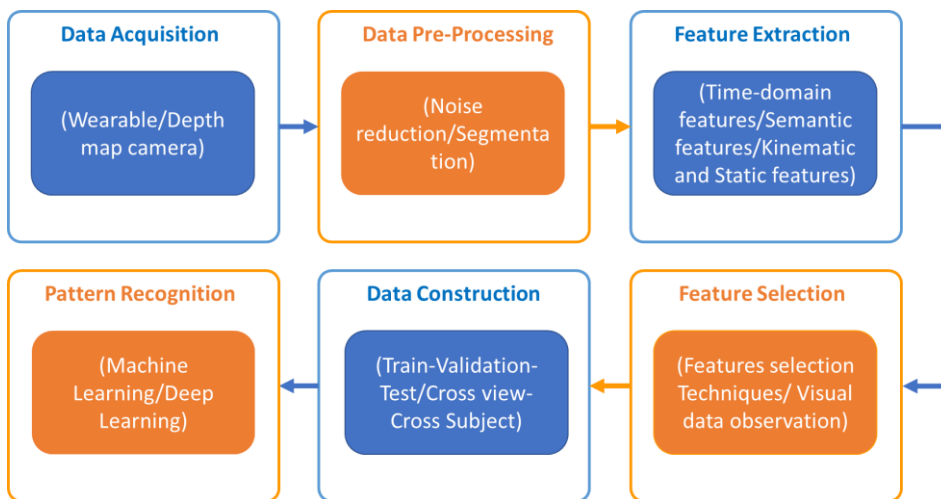 Data Acquisition
(Wearable/Depth
map camera)
Data Pre-Processing
(Noise
reduction/Segmenta
tion)
Feature Extraction
(Time-domain
features/Semantic
features/Kinematic
and Static features)
Pattern Recognition
(Machine
Learning/Deep
Learning)
Data Construction
(Train-Validation-
Test/Cross view-
Cross Subject)
Feature Selection
(Features selection
Techniques/ Visual
data observation)